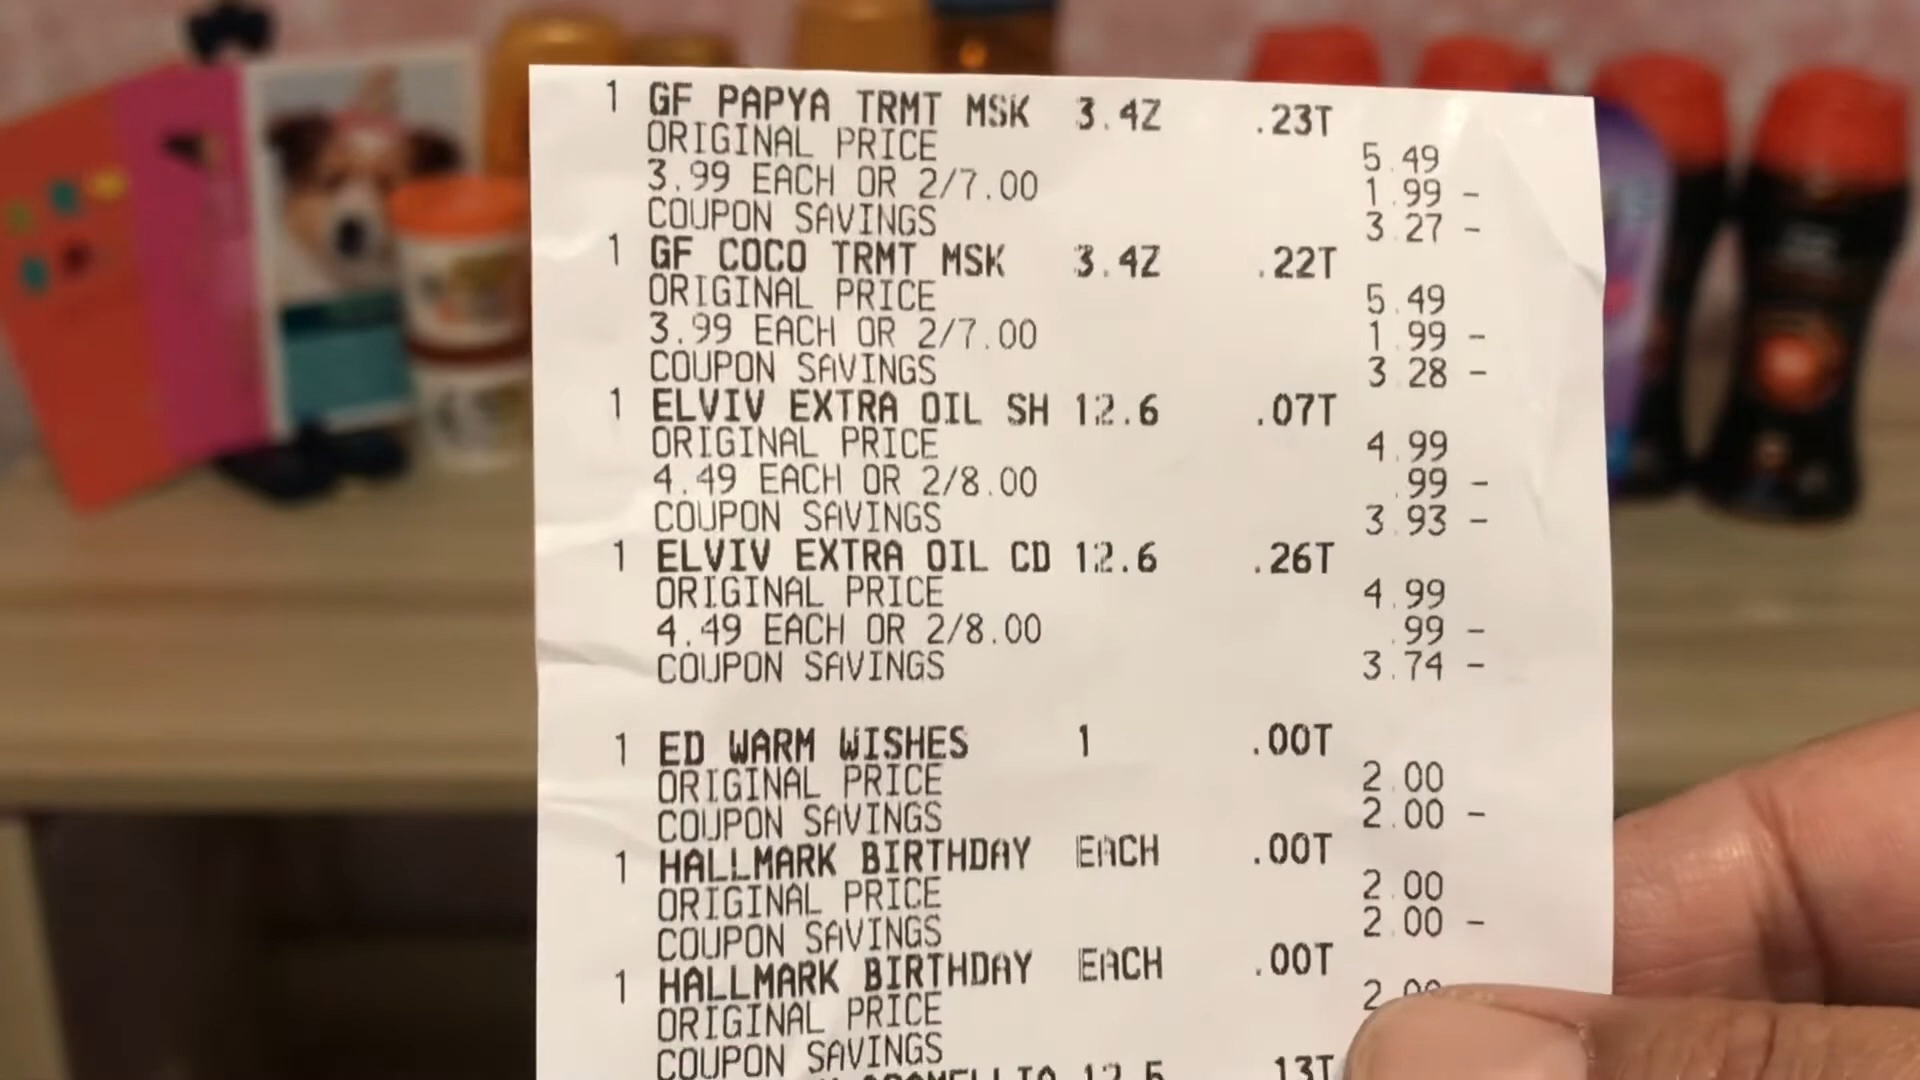 1 GF PAPYA TRMT MSK 3.4Z .23T
ORIGINAL PRICE 5.49
3.99 EACH OR 2/7.00 1.99 -
COUPON SAVINGS 3.27 -
1 GF COCO TRMT MSK 3.4Z .22T
ORIGINAL PRICE 5.49
3.99 EACH OR 2/7.00 1.99 -
COUPON SAVINGS 3.28 -
1 ELVIV EXTRA OIL SH 12.6 .07T
ORIGINAL PRICE 4.99
4.49 EACH OR 2/8.00 .99 -
COUPON SAVINGS 3.93 -
1 ELVIV EXTRA OIL CD 12.6 .26T
ORIGINAL PRICE 4.99
4.49 EACH OR 2/8.00 .99 -
COUPON SAVINGS 3.74 -
1 ED WARM WISHES 1 .00T
ORIGINAL PRICE 2.00
COUPON SAVINGS 2.00 -
1 HALLMARK BIRTHDAY EACH .00T
ORIGINAL PRICE 2.00
COUPON SAVINGS 2.00 -
1 HALLMARK BIRTHDAY EACH .00T
ORIGINAL PRICE 2.00
COUPON SAVINGS
12.5 .13T